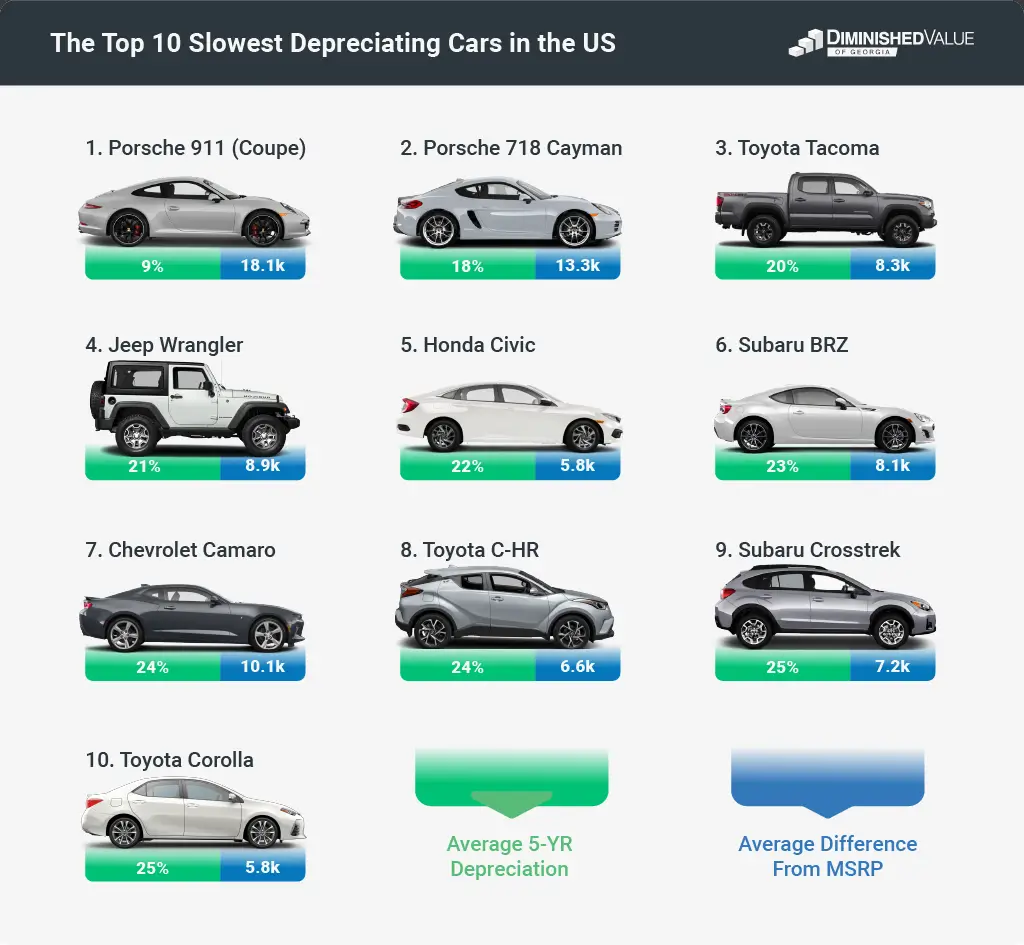 The Top 10 Slowest Depreciating Cars in the US
DIMINISHEDVALUE
OF GEORGIA
1. Porsche 911 (Coupe)
9% 18.1k
2. Porsche 718 Cayman
18% 13.3k
3. Toyota Tacoma
20% 8.3k
4. Jeep Wrangler
21% 8.9k
5. Honda Civic
22% 5.8k
6. Subaru BRZ
23% 8.1k
7. Chevrolet Camaro
24% 10.1k
8. Toyota C-HR
24% 6.6k
9. Subaru Crosstrek
25% 7.2k
10. Toyota Corolla
25% 5.8k
Average 5-YR
Depreciation
Average Difference
From MSRP